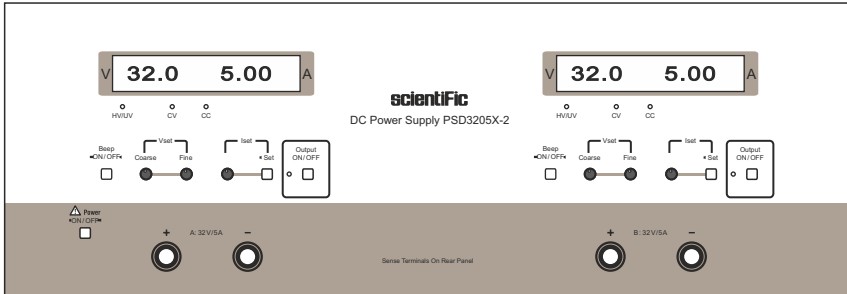 V 32.0 5.00 A
HV/UV CV CC
scientiFic
DC Power Supply PSD3205X-2
V 32.0 5.00 A
HV/UV CV CC
Beep
ON/OFF
Vset
Coarse Fine
Iset
Set
Output
ON/OFF
Beep
ON/OFF
Vset
Coarse Fine
Iset
Set
Output
ON/OFF
Power
ON/OFF
+ A: 32V/5A −
Sense Terminals On Rear Panel
+ B: 32V/5A −